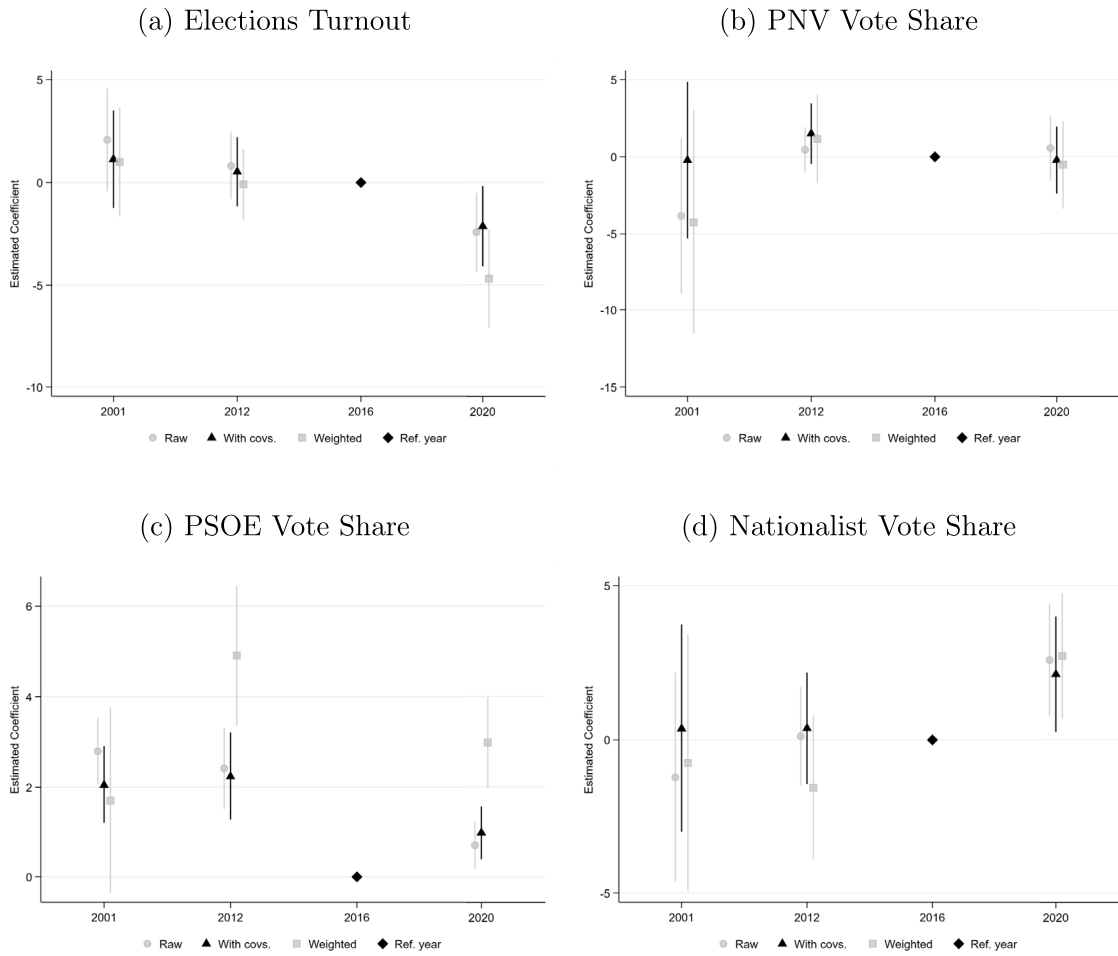 (a) Elections Turnout
5
0
-5
-10
Estimated Coefficient
2001 2012 2016 2020
Raw With covs. Weighted Ref. year
(b) PNV Vote Share
5
0
-5
-10
-15
Estimated Coefficient
2001 2012 2016 2020
Raw With covs. Weighted Ref. year
(c) PSOE Vote Share
6
4
2
0
Estimated Coefficient
2001 2012 2016 2020
Raw With covs. Weighted Ref. year
(d) Nationalist Vote Share
5
0
-5
Estimated Coefficient
2001 2012 2016 2020
Raw With covs. Weighted Ref. year